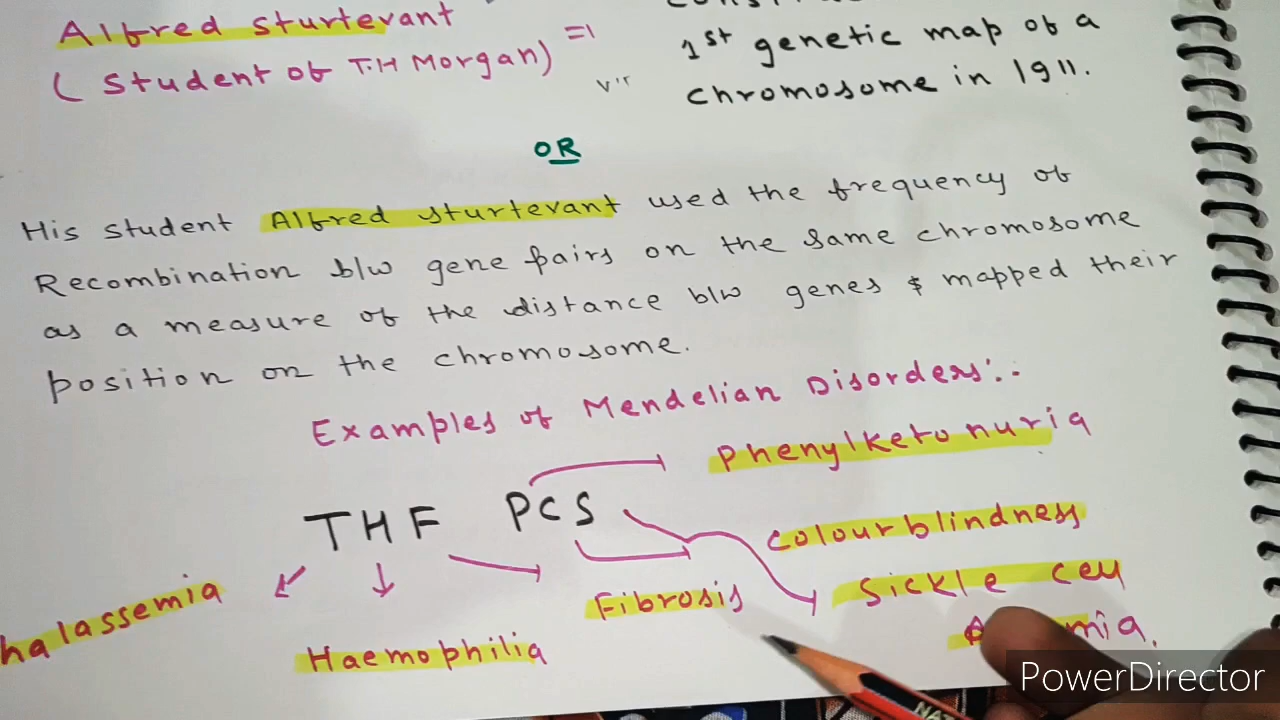 Alfred sturtevant
(Student of T.H Morgan) =>
1st genetic map of a
chromosome in 1911.
OR
His student Alfred sturtevant used the frequency of
Recombination b/w gene pairs on the same chromosome
as a measure of the distance b/w genes & mapped their
position on the chromosome.
Examples of Mendelian Disorders:.
Phenylketonuria
THF PCS
colourblindness
Sickle cell
halassemia
Fibrosis
mia.
Haemophilia
PowerDirector